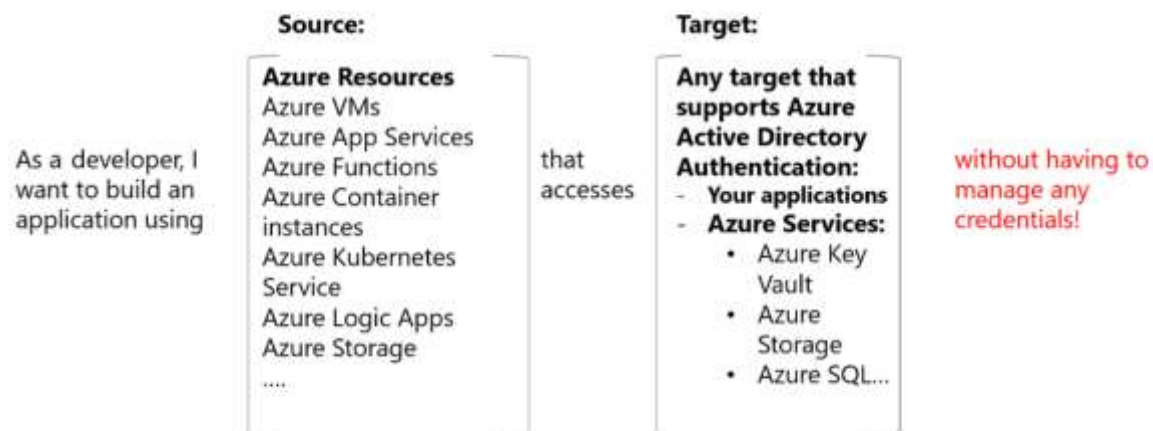 Source:
Target:
As a developer, I
want to build an
application using
Azure Resources
Azure VMs
Azure App Services
Azure Functions
Azure Container
instances
Azure Kubernetes
Service
Azure Logic Apps
Azure Storage
....
that
accesses
Any target that
supports Azure
Active Directory
Authentication:
- Your applications
- Azure Services:
• Azure Key
Vault
• Azure
Storage
• Azure SQL...
without having to
manage any
credentials!